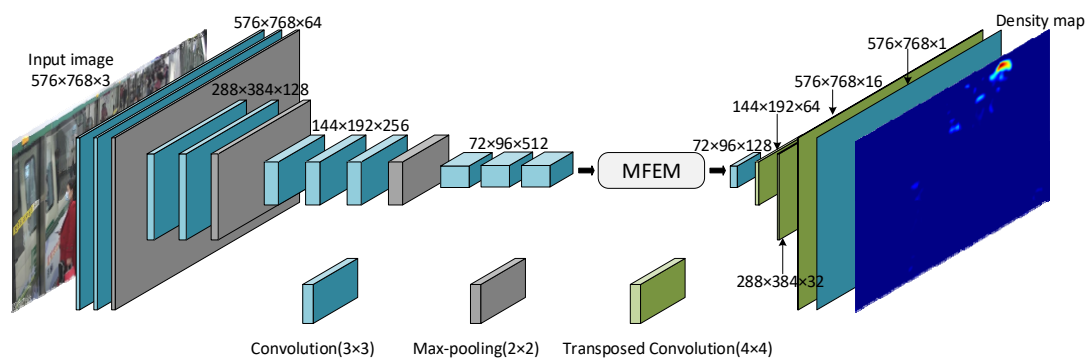 Input image
576×768×3
576×768×64
288×384×128
144×192×256
72×96×512
MFEM
72×96×128
144×192×64
288×384×32
576×768×16
576×768×1
Density map
Convolution(3×3)
Max-pooling(2×2)
Transposed Convolution(4×4)